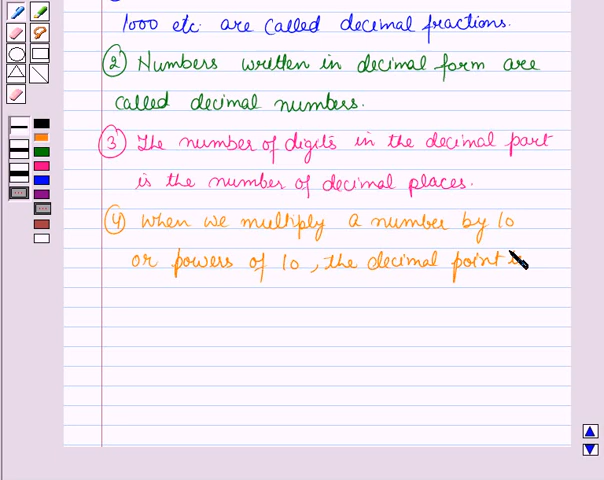 1000 etc. are called decimal fractions.
② Numbers written in decimal form are
called decimal numbers.
③ The number of digits in the decimal part
is the number of decimal places.
④ When we multiply a number by 10
or powers of 10, the decimal point